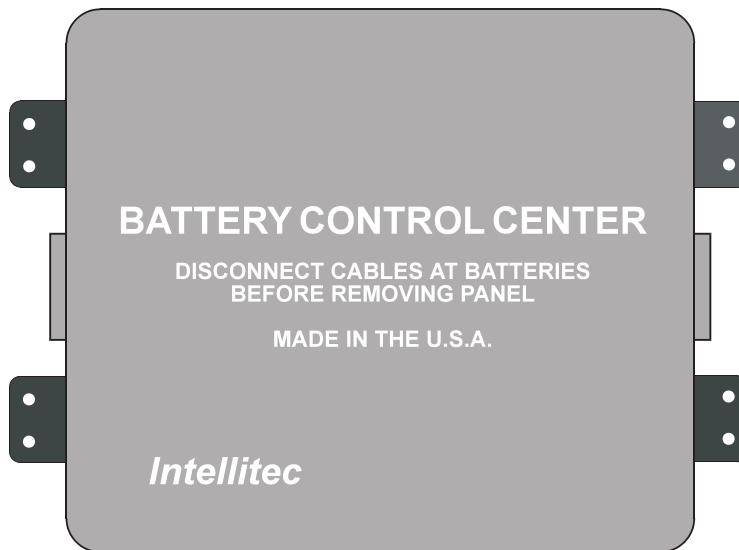 BATTERY CONTROL CENTER
DISCONNECT CABLES AT BATTERIES
BEFORE REMOVING PANEL
MADE IN THE U.S.A.
Intellitec